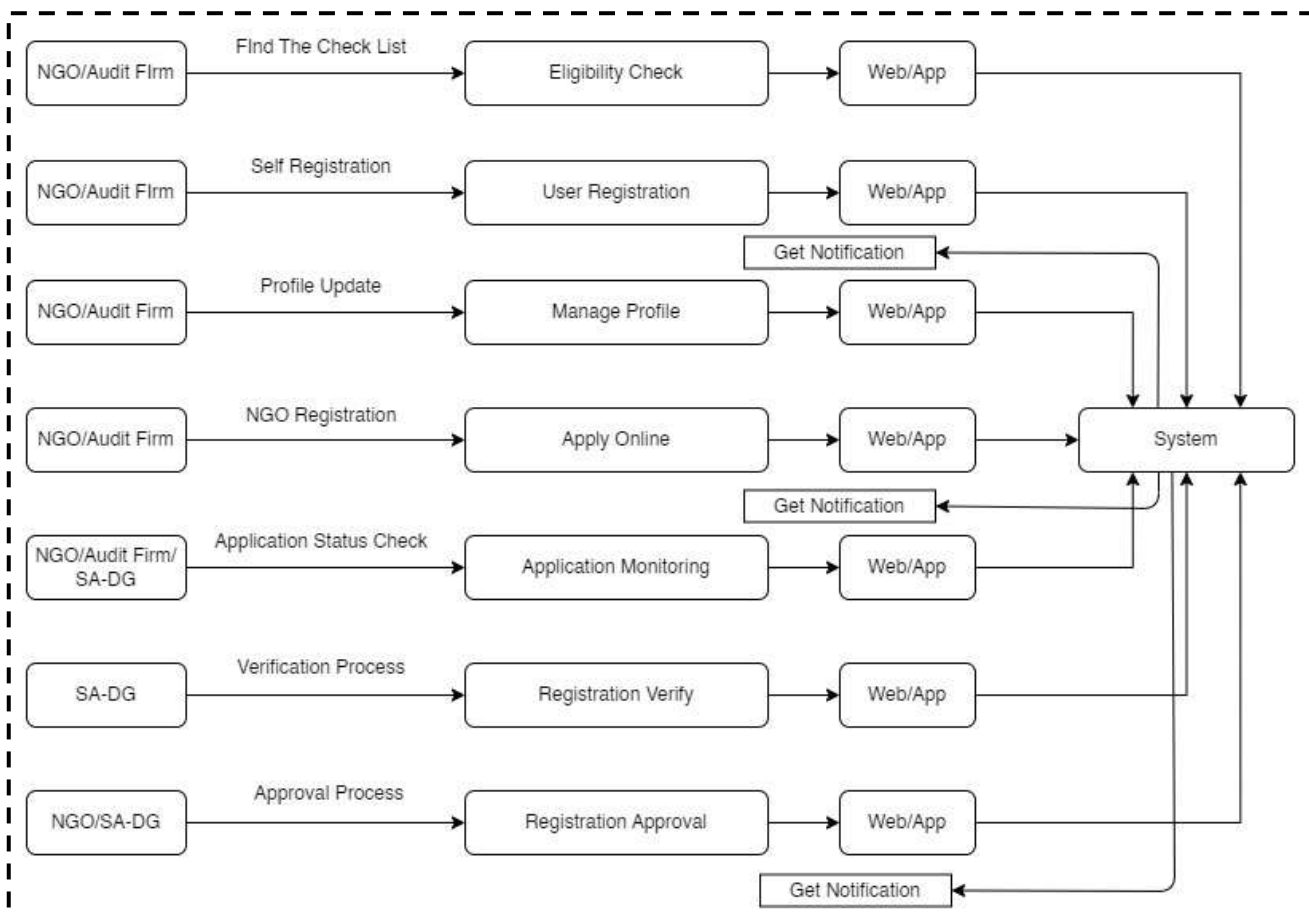 FInd The Check List
NGO/Audit FIrm
Eligibility Check
Web/App
Self Registration
NGO/Audit FIrm
User Registration
Web/App
Get Notification
Profile Update
NGO/Audit Firm
Manage Profile
Web/App
NGO Registration
NGO/Audit Firm
Apply Online
Web/App
System
Get Notification
Application Status Check
NGO/Audit Firm/
SA-DG
Application Monitoring
Web/App
Verification Process
SA-DG
Registration Verify
Web/App
Approval Process
NGO/SA-DG
Registration Approval
Web/App
Get Notification